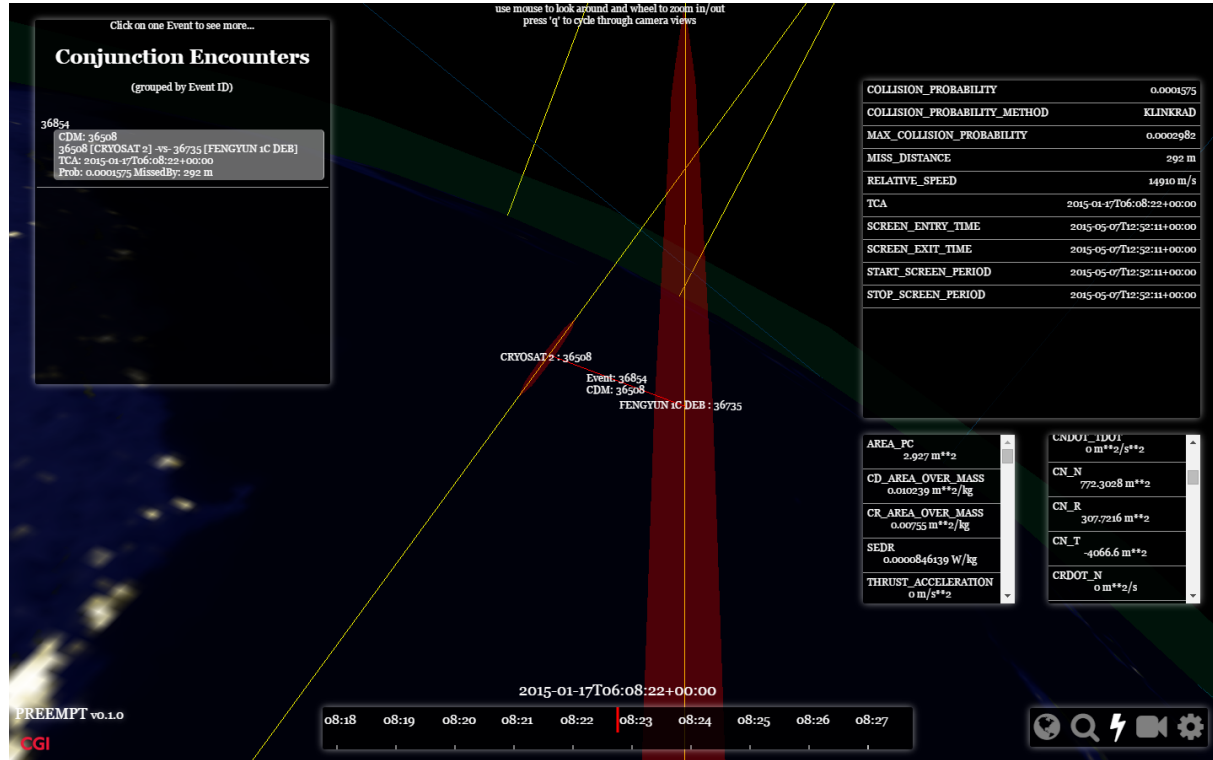 use mouse to look around and wheel to zoom in/out
press 'q' to cycle through camera views
Click on one Event to see more...
Conjunction Encounters
(grouped by Event ID)
36854
CDM: 36508
36508 [CRYOSAT 2] -vs- 36735 [FENGYUN 1C DEB]
TCA: 2015-01-17T06:08:22+00:00
Prob: 0.0001575 MissedBy: 292 m
COLLISION_PROBABILITY 0.0001575
COLLISION_PROBABILITY_METHOD KLINKRAD
MAX_COLLISION_PROBABILITY 0.0002982
MISS_DISTANCE 292 m
RELATIVE_SPEED 14910 m/s
TCA 2015-01-17T06:08:22+00:00
SCREEN_ENTRY_TIME 2015-05-07T12:52:11+00:00
SCREEN_EXIT_TIME 2015-05-07T12:52:11+00:00
START_SCREEN_PERIOD 2015-05-07T12:52:11+00:00
STOP_SCREEN_PERIOD 2015-05-07T12:52:11+00:00
CRYOSAT 2 : 36508
Event: 36854
CDM: 36508
FENGYUN 1C DEB : 36735
AREA_PC
2.927 m**2
CD_AREA_OVER_MASS
0.010239 m**2/kg
CR_AREA_OVER_MASS
0.00755 m**2/kg
SEDR
0.0000846139 W/kg
THRUST_ACCELERATION
0 m/s**2
CNDOT_TDOT
0 m**2/s**2
CN_N
772.3028 m**2
CN_R
307.7216 m**2
CN_T
-4066.6 m**2
CRDOT_N
0 m**2/s
2015-01-17T06:08:22+00:00
08:18 08:19 08:20 08:21 08:22 08:23 08:24 08:25 08:26 08:27
PREEMPT v0.1.0
CGI